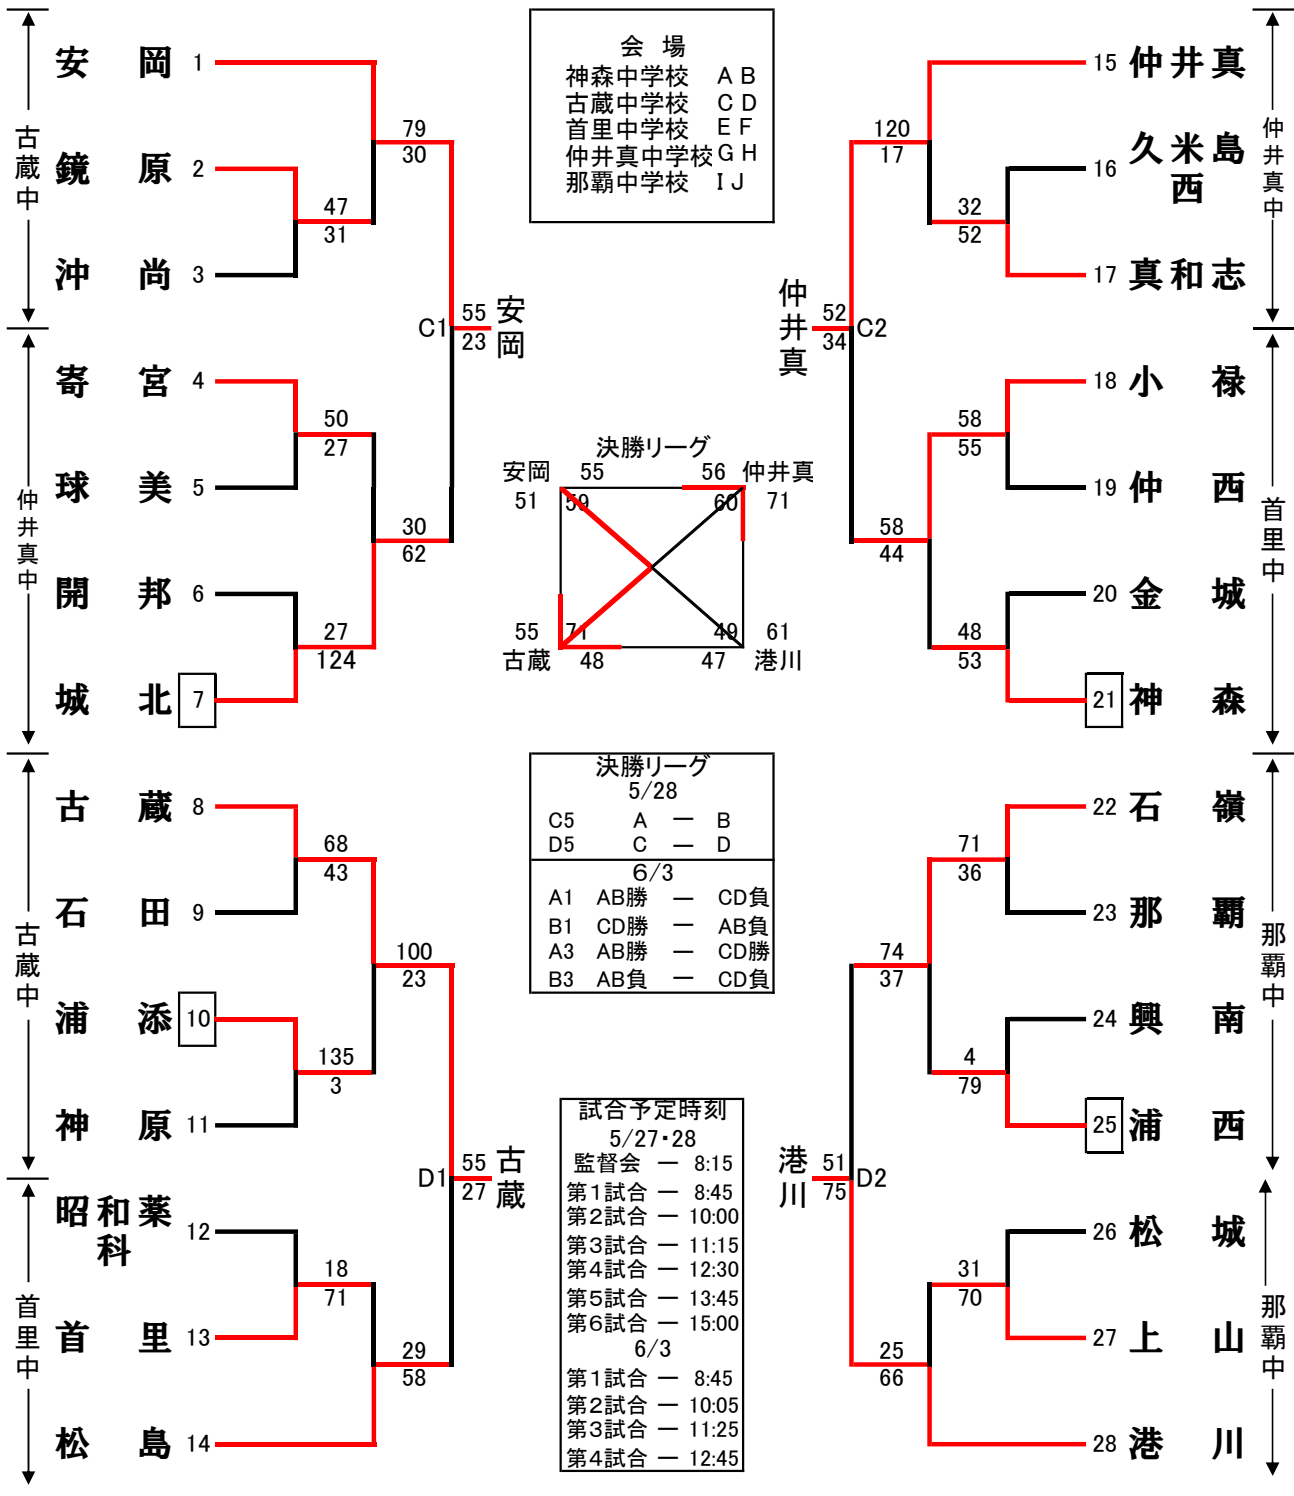 古蔵中
安岡 1
鏡原 2
沖尚 3
79
30
47
31
仲井真中
寄宮 4
球美 5
開邦 6
城北 7
50
27
30
62
27
124
C1
55
23
安岡
古蔵中
古蔵 8
石田 9
浦添 10
神原 11
68
43
100
23
135
3
首里中
昭和薬科 12
首里 13
松島 14
18
71
29
58
D1
55
27
古蔵
会 場
神森中学校 A B
古蔵中学校 C D
首里中学校 E F
仲井真中学校 G H
那覇中学校 I J
決勝リーグ
安岡 55 56 仲井真
51 59 60 71
55 71 49 61
古蔵 48 47 港川
決勝リーグ
5/28
C5 A ー B
D5 C ー D
6/3
A1 AB勝 ー CD負
B1 CD勝 ー AB負
A3 AB勝 ー CD勝
B3 AB負 ー CD負
試合予定時刻
5/27・28
監督会 ー 8:15
第1試合 ー 8:45
第2試合 ー 10:00
第3試合 ー 11:15
第4試合 ー 12:30
第5試合 ー 13:45
第6試合 ー 15:00
6/3
第1試合 ー 8:45
第2試合 ー 10:05
第3試合 ー 11:25
第4試合 ー 12:45
仲井真中
15 仲井真
16 久米島西
17 真和志
120
17
32
52
仲井真
52
34
C2
首里中
18 小禄
19 仲西
20 金城
21 神森
58
55
58
44
48
53
那覇中
22 石嶺
23 那覇
24 興南
25 浦西
71
36
74
37
4
79
港川
51
75
D2
那覇中
26 松城
27 上山
28 港川
31
70
25
66